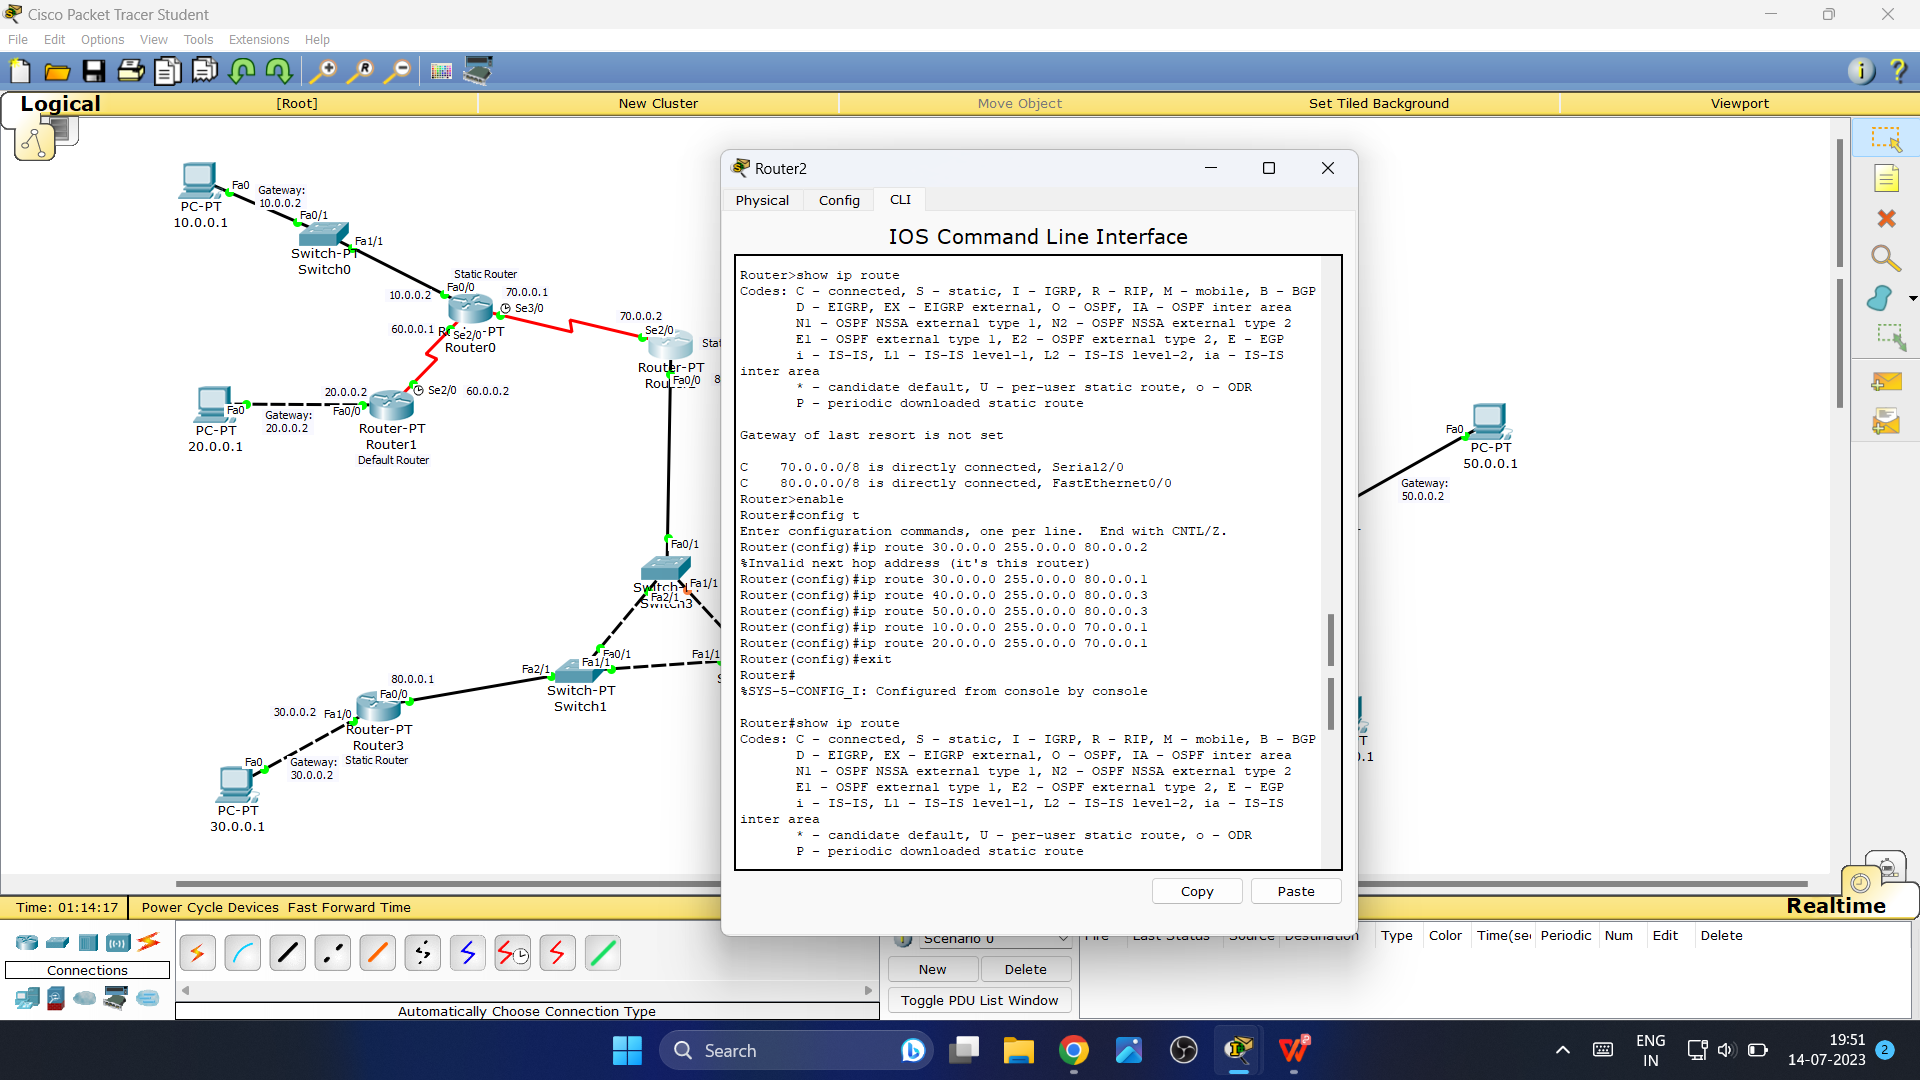 Cisco Packet Tracer Student
File Edit Options View Tools Extensions Help
Logical [Root] New Cluster Move Object Set Tiled Background Viewport
PC-PT
10.0.0.1
Fa0
Gateway:
10.0.0.2
Fa0/1
Fa1/1
Switch-PT
Switch0
Static Router
Fa0/0
10.0.0.2
70.0.0.1
Se3/0
60.0.0.1
Se2/0
Router0
70.0.0.2
Se2/0
Router-PT
Fa0/0
PC-PT
20.0.0.1
Fa0
Gateway:
20.0.0.2
20.0.0.2
Fa0/0
Se2/0 60.0.0.2
Router-PT
Router1
Default Router
Fa0/1
Fa1/1
Fa2/1
Switch3
Fa0/1
Fa1/1
Fa2/1
Fa1/1
Switch-PT
Switch1
80.0.0.1
Fa0/0
30.0.0.2 Fa1/0
Router-PT
Router3
Static Router
Fa0
Gateway:
30.0.0.2
PC-PT
30.0.0.1
Fa0
PC-PT
50.0.0.1
Gateway:
50.0.0.2
Router2
Physical Config CLI
IOS Command Line Interface
Router>show ip route
Codes: C - connected, S - static, I - IGRP, R - RIP, M - mobile, B - BGP
D - EIGRP, EX - EIGRP external, O - OSPF, IA - OSPF inter area
N1 - OSPF NSSA external type 1, N2 - OSPF NSSA external type 2
E1 - OSPF external type 1, E2 - OSPF external type 2, E - EGP
i - IS-IS, L1 - IS-IS level-1, L2 - IS-IS level-2, ia - IS-IS
inter area
* - candidate default, U - per-user static route, o - ODR
P - periodic downloaded static route
Gateway of last resort is not set
C 70.0.0.0/8 is directly connected, Serial2/0
C 80.0.0.0/8 is directly connected, FastEthernet0/0
Router>enable
Router#config t
Enter configuration commands, one per line. End with CNTL/Z.
Router(config)#ip route 30.0.0.0 255.0.0.0 80.0.0.2
%Invalid next hop address (it's this router)
Router(config)#ip route 30.0.0.0 255.0.0.0 80.0.0.1
Router(config)#ip route 40.0.0.0 255.0.0.0 80.0.0.3
Router(config)#ip route 50.0.0.0 255.0.0.0 80.0.0.3
Router(config)#ip route 10.0.0.0 255.0.0.0 70.0.0.1
Router(config)#ip route 20.0.0.0 255.0.0.0 70.0.0.1
Router(config)#exit
Router#
%SYS-5-CONFIG_I: Configured from console by console
Router#show ip route
Codes: C - connected, S - static, I - IGRP, R - RIP, M - mobile, B - BGP
D - EIGRP, EX - EIGRP external, O - OSPF, IA - OSPF inter area
N1 - OSPF NSSA external type 1, N2 - OSPF NSSA external type 2
E1 - OSPF external type 1, E2 - OSPF external type 2, E - EGP
i - IS-IS, L1 - IS-IS level-1, L2 - IS-IS level-2, ia - IS-IS
inter area
* - candidate default, U - per-user static route, o - ODR
P - periodic downloaded static route
Copy Paste
Time: 01:14:17 Power Cycle Devices Fast Forward Time
Realtime
Connections
Automatically Choose Connection Type
Scenario 0
New Delete
Toggle PDU List Window
Fire Last Status Source Destination Type Color Time(sec Periodic Num Edit Delete
Search
ENG
IN
19:51
14-07-2023
2